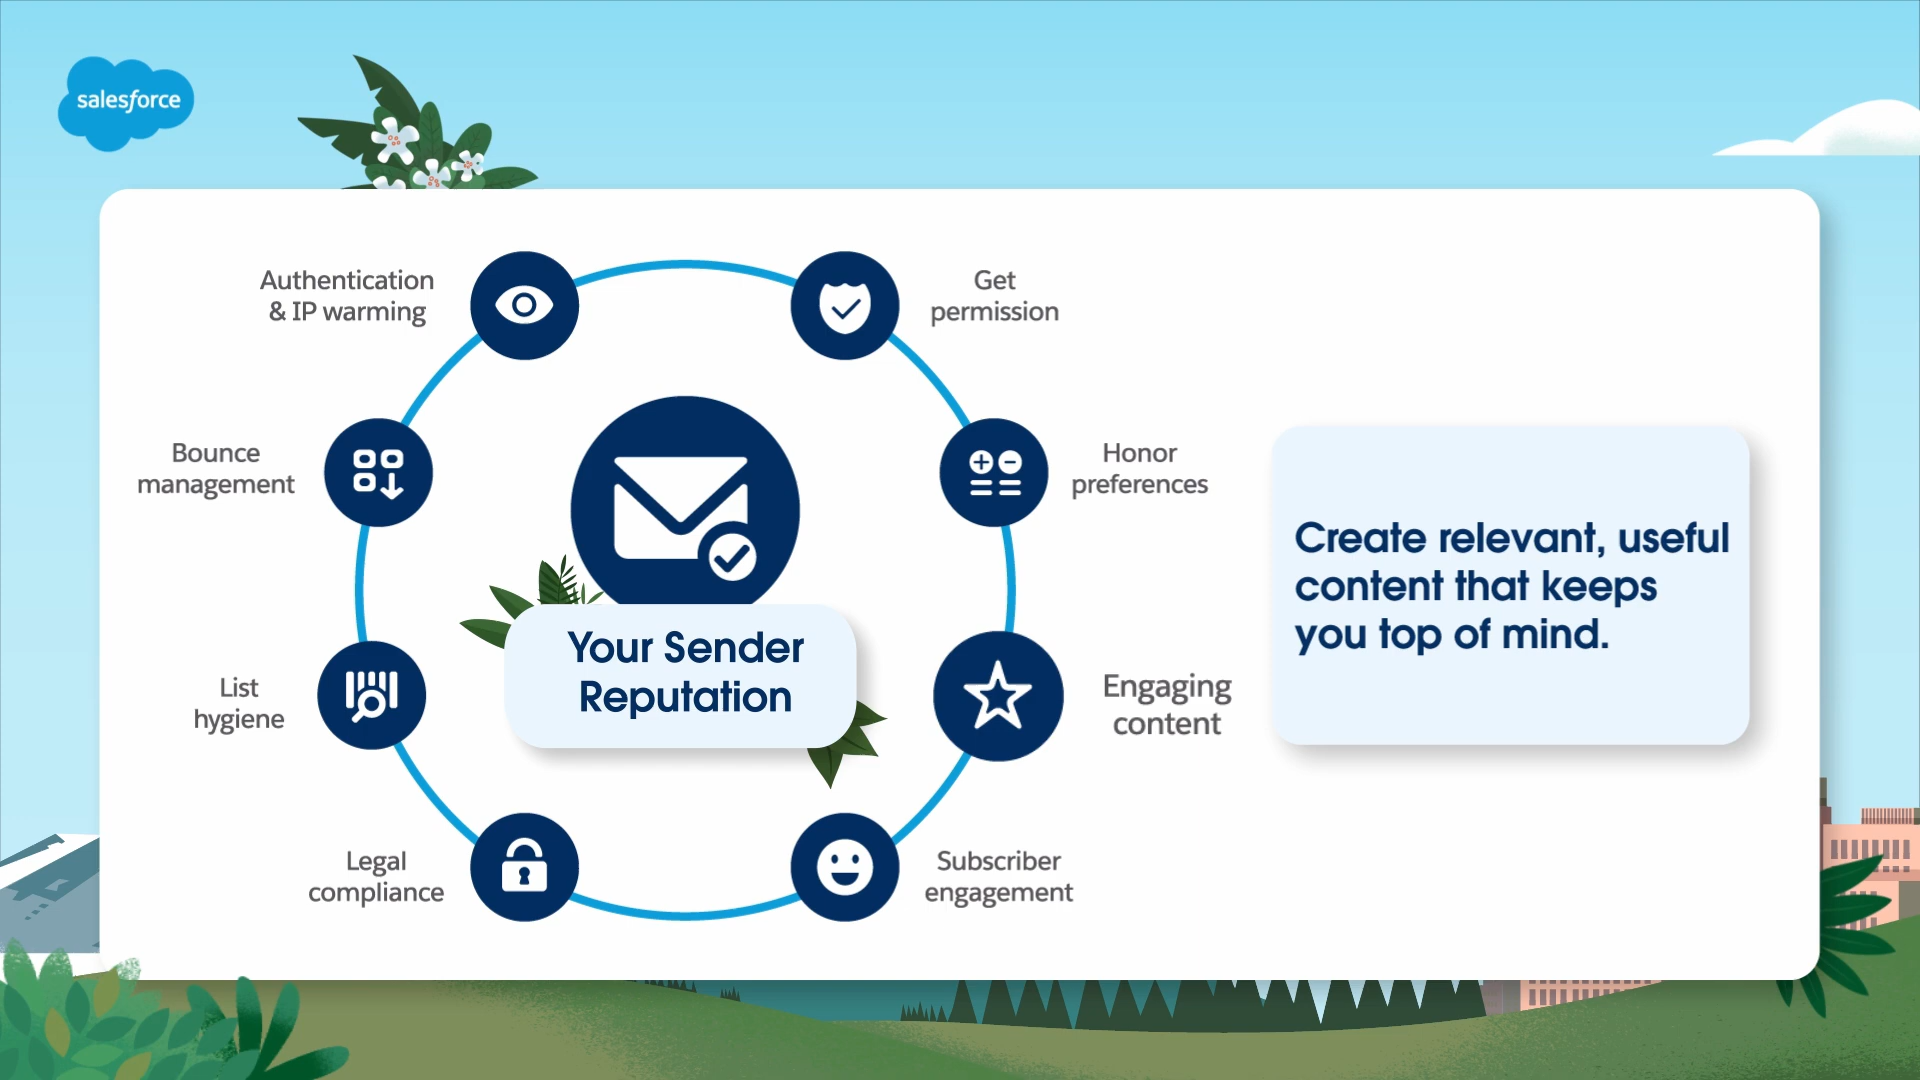 salesforce
Authentication
& IP warming
Get
permission
Bounce
management
Honor
preferences
Create relevant, useful
content that keeps
you top of mind.
Your Sender
Reputation
List
hygiene
Engaging
content
Legal
compliance
Subscriber
engagement